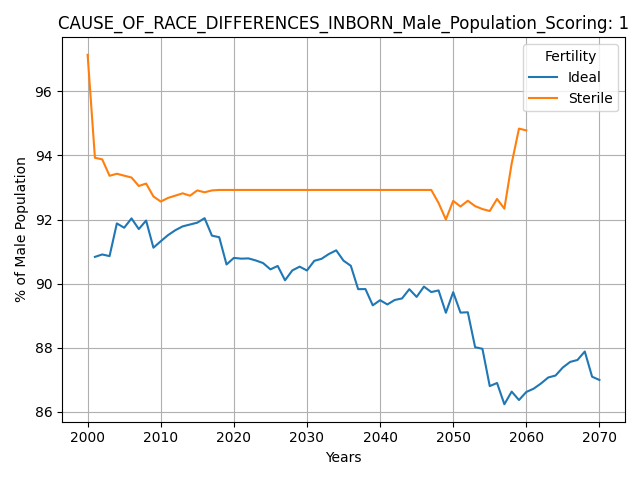 CAUSE_OF_RACE_DIFFERENCES_INBORN_Male_Population_Scoring: 1
Fertility
Ideal
Sterile
% of Male Population
96
94
92
90
88
86
2000 2010 2020 2030 2040 2050 2060 2070
Years